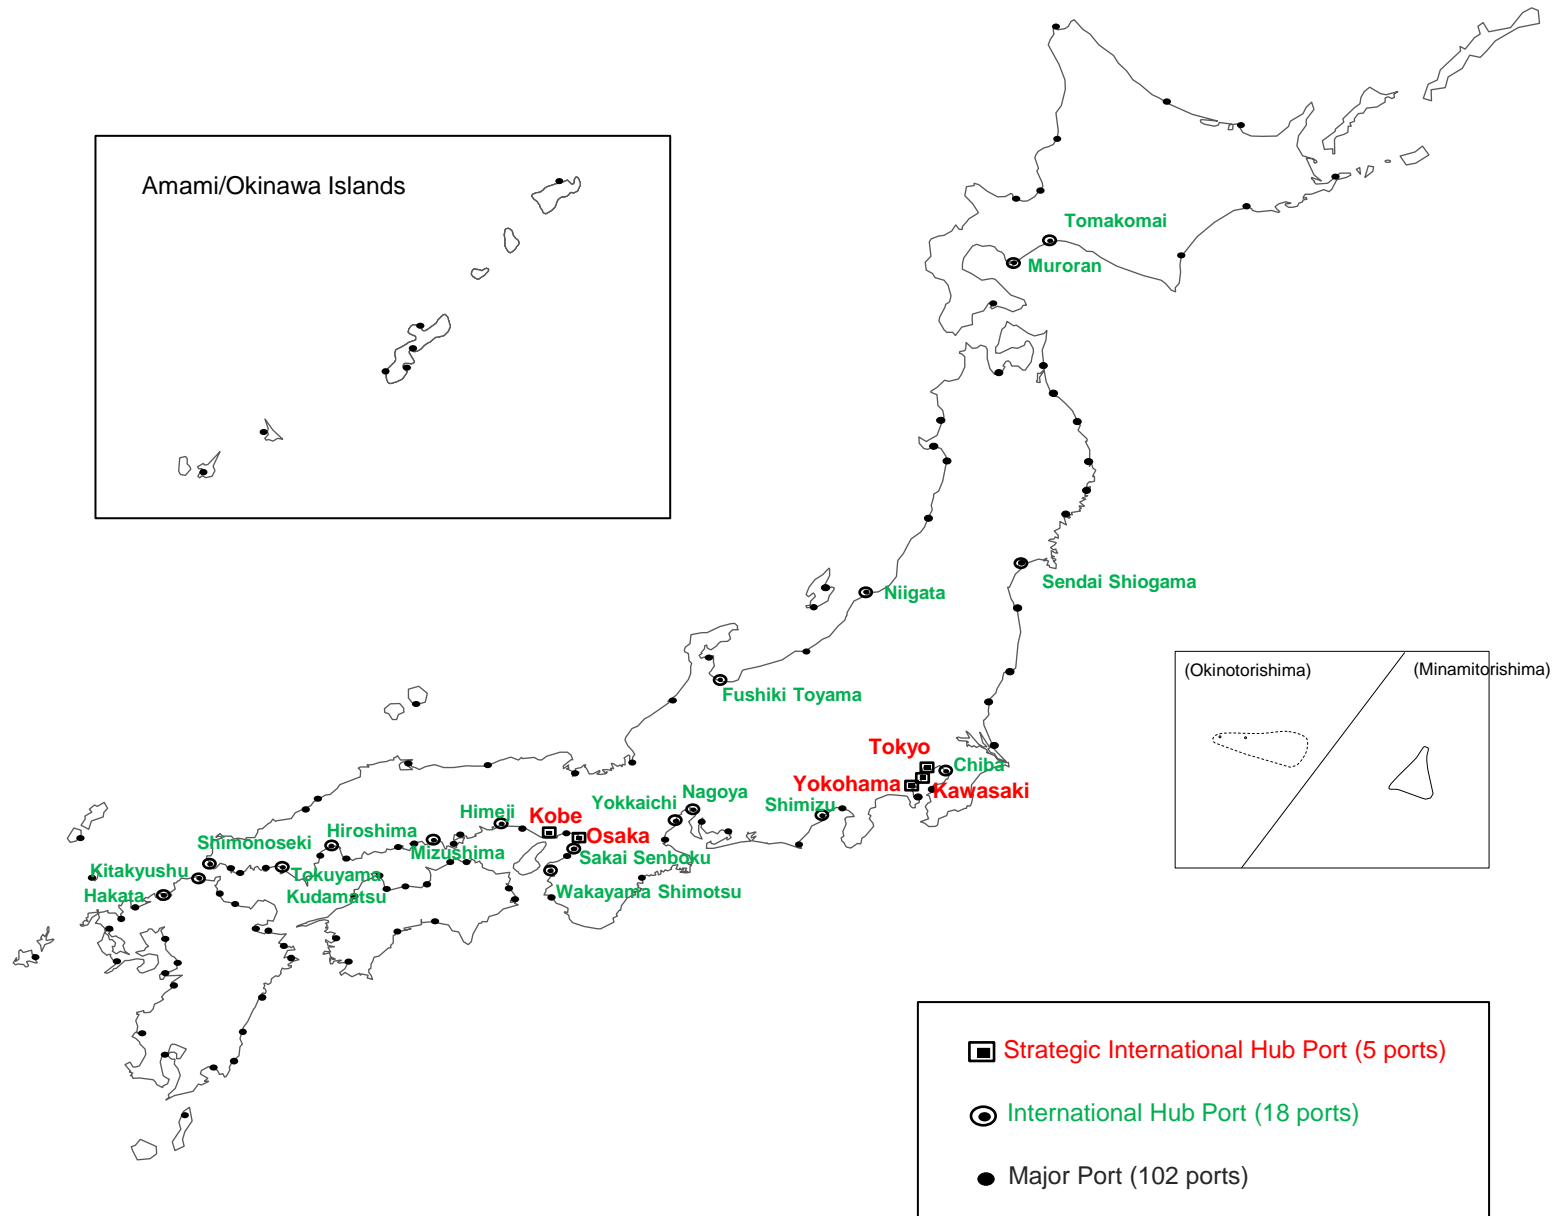 Amami/Okinawa Islands
Tomakomai
Muroran
Sendai Shiogama
Niigata
(Okinotorishima)
(Minamitorishima)
Fushiki Toyama
Tokyo
Chiba
Yokohama
Kawasaki
Nagoya
Yokkaichi
Shimizu
Himeji
Kobe
Osaka
Hiroshima
Shimonoseki
Mizushima
Sakai Senboku
Kitakyushu
Tokuyama
Kudamatsu
Hakata
Wakayama Shimotsu
Strategic International Hub Port (5 ports)
International Hub Port (18 ports)
Major Port (102 ports)